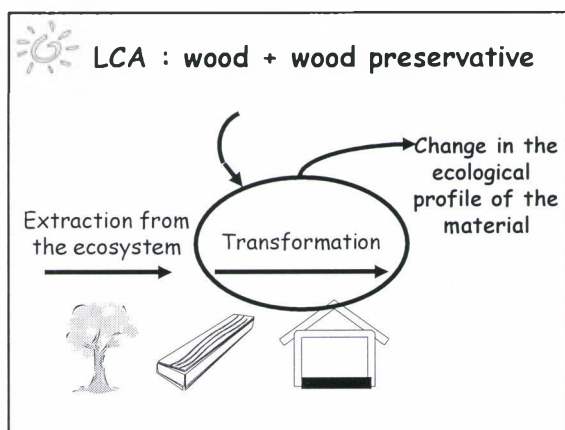 LCA : wood + wood preservative
Change in the
ecological
profile of the
material
Extraction from
the ecosystem
Transformation